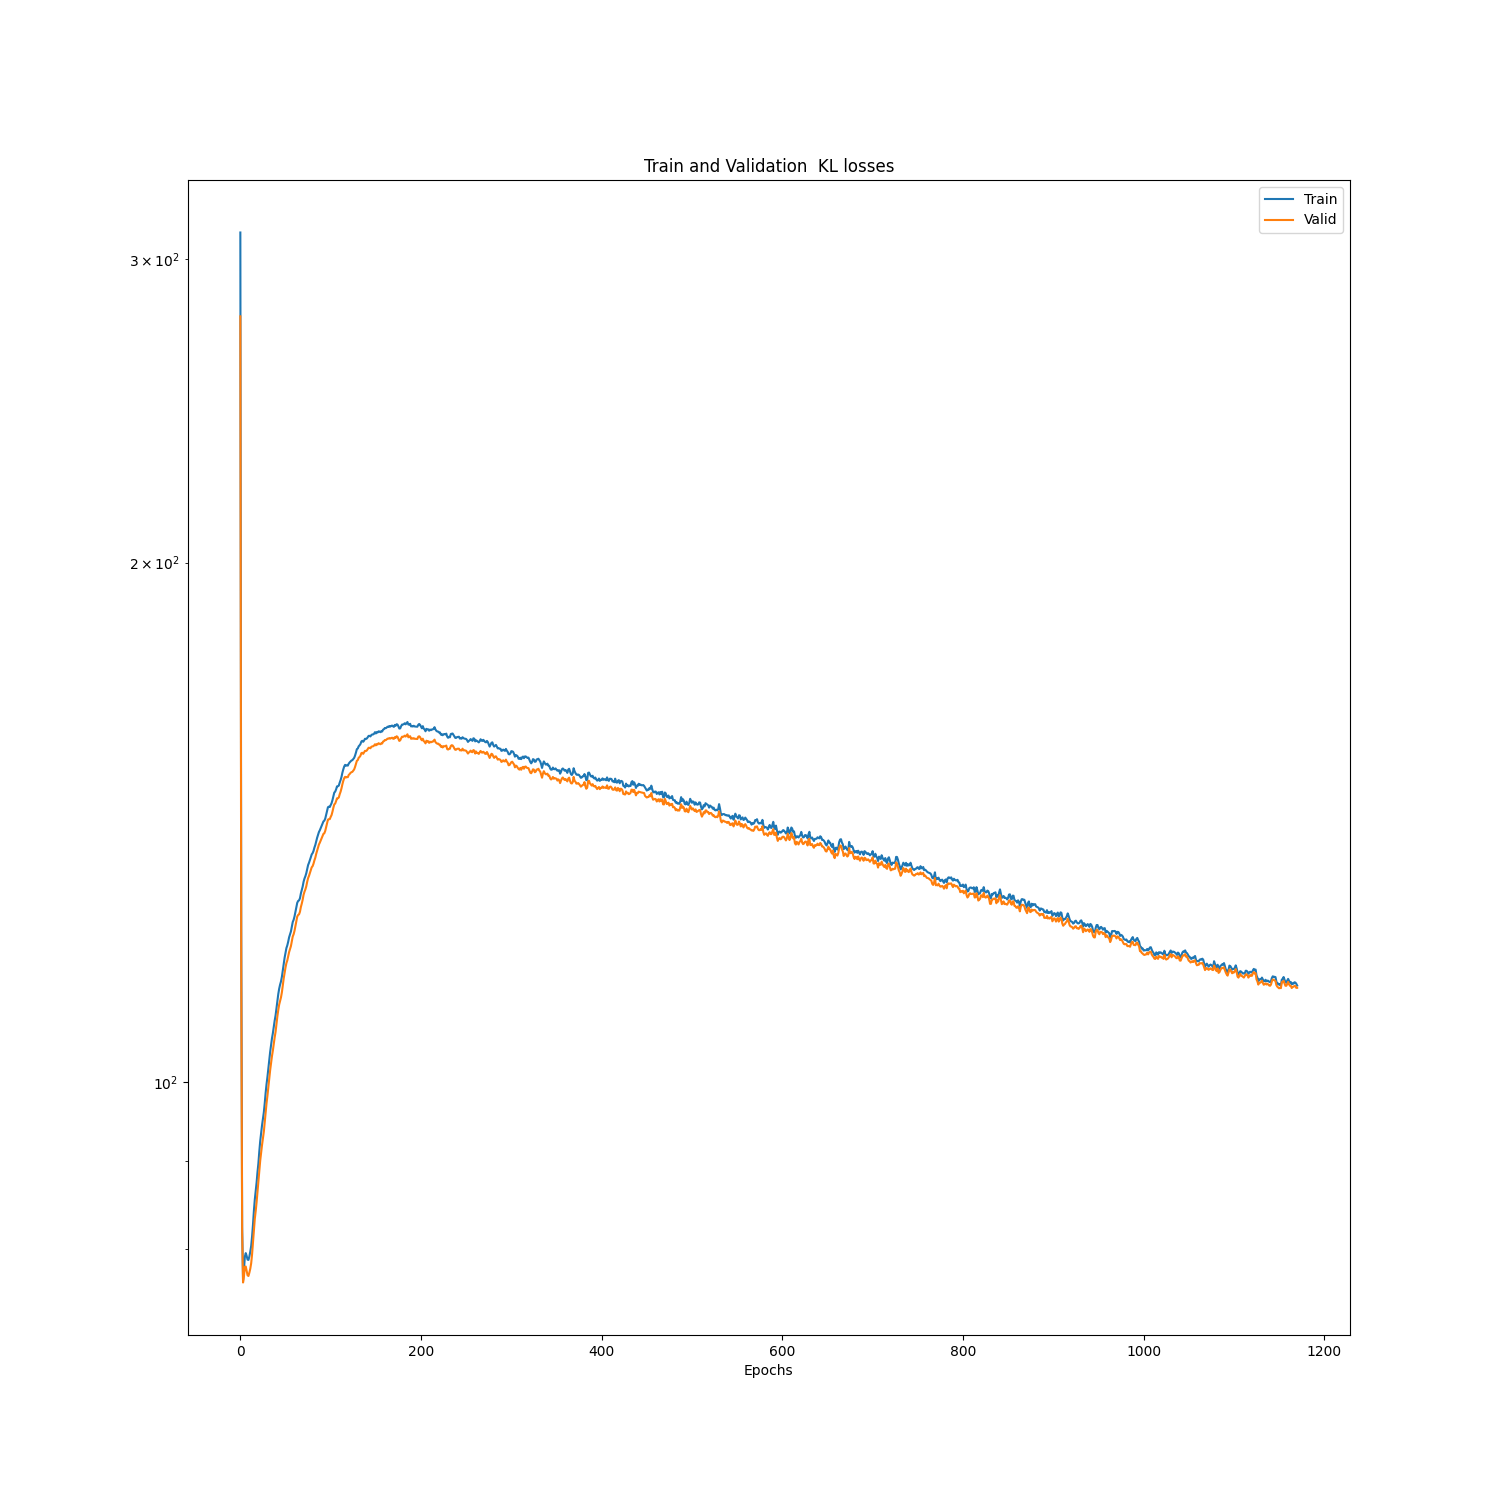 Train and Validation  KL losses
Train
Valid
3 × 10²
2 × 10²
10²
0 200 400 600 800 1000 1200
Epochs